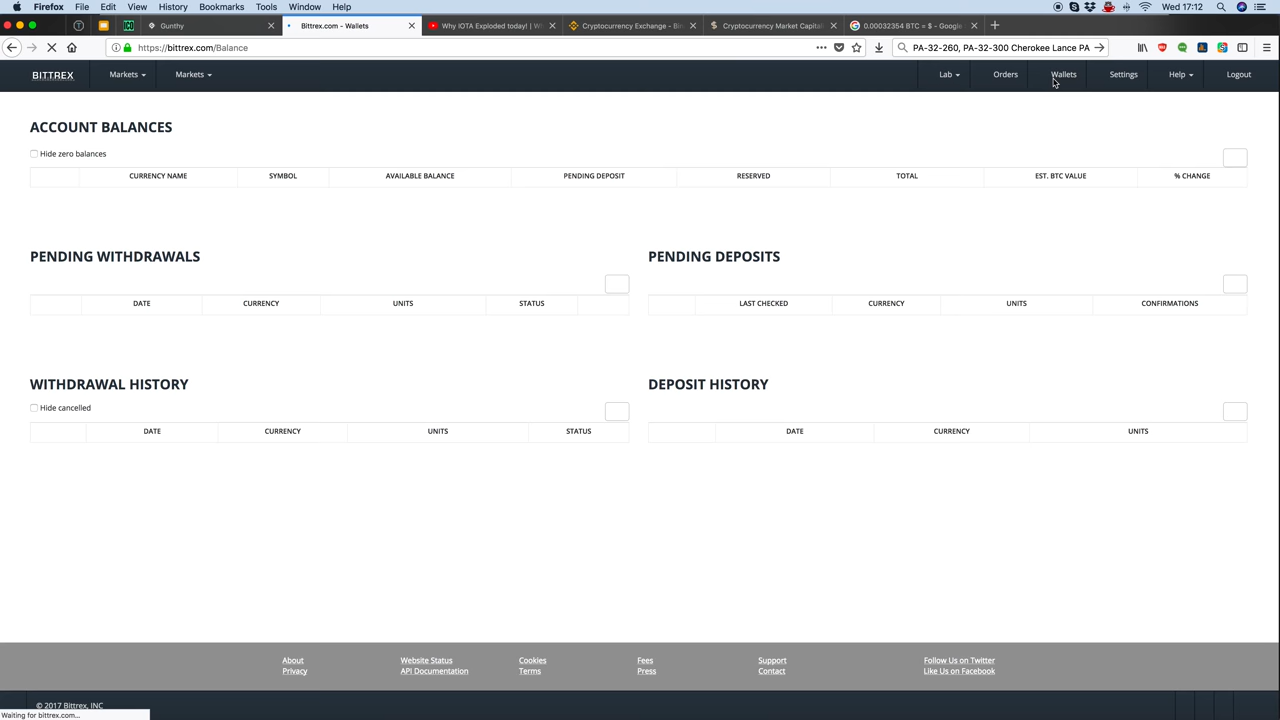 Firefox File Edit View History Bookmarks Tools Window Help Wed 17:12
Gunthy Bittrex.com - Wallets Why IOTA Exploded today! | Wh Cryptocurrency Exchange - Bin Cryptocurrency Market Capitali 0.00032354 BTC = $ - Google
https://bittrex.com/Balance PA-32-260, PA-32-300 Cherokee Lance PA
BITTREX Markets Markets Lab Orders Wallets Settings Help Logout
ACCOUNT BALANCES
Hide zero balances
CURRENCY NAME SYMBOL AVAILABLE BALANCE PENDING DEPOSIT RESERVED TOTAL EST. BTC VALUE % CHANGE
PENDING WITHDRAWALS
DATE CURRENCY UNITS STATUS
PENDING DEPOSITS
LAST CHECKED CURRENCY UNITS CONFIRMATIONS
WITHDRAWAL HISTORY
Hide cancelled
DATE CURRENCY UNITS STATUS
DEPOSIT HISTORY
DATE CURRENCY UNITS
About Website Status Cookies Fees Support Follow Us on Twitter
Privacy API Documentation Terms Press Contact Like Us on Facebook
© 2017 Bittrex, INC
Waiting for bittrex.com...